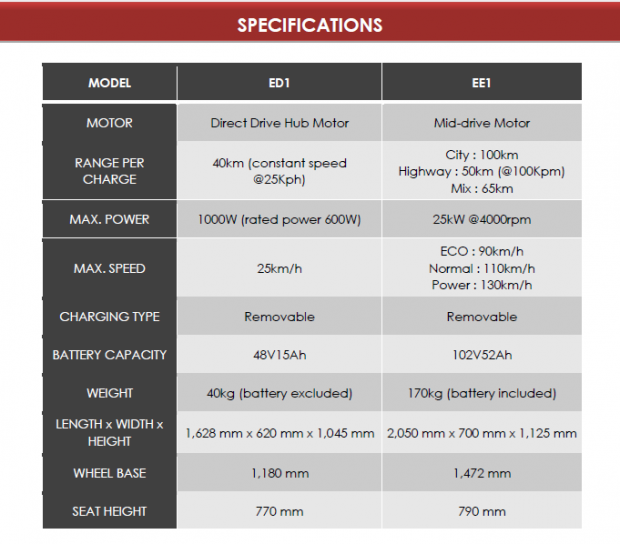 SPECIFICATIONS
MODEL ED1 EE1
MOTOR Direct Drive Hub Motor Mid-drive Motor
RANGE PER
CHARGE
40km (constant speed
@25Kph)
City : 100km
Highway : 50km (@100Kpm)
Mix : 65km
MAX. POWER 1000W (rated power 600W) 25kW @4000rpm
MAX. SPEED 25km/h
ECO : 90km/h
Normal : 110km/h
Power : 130km/h
CHARGING TYPE Removable Removable
BATTERY CAPACITY 48V15Ah 102V52Ah
WEIGHT 40kg (battery excluded) 170kg (battery included)
LENGTH x WIDTH x
HEIGHT
1,628 mm x 620 mm x 1,045 mm 2,050 mm x 700 mm x 1,125 mm
WHEEL BASE 1,180 mm 1,472 mm
SEAT HEIGHT 770 mm 790 mm